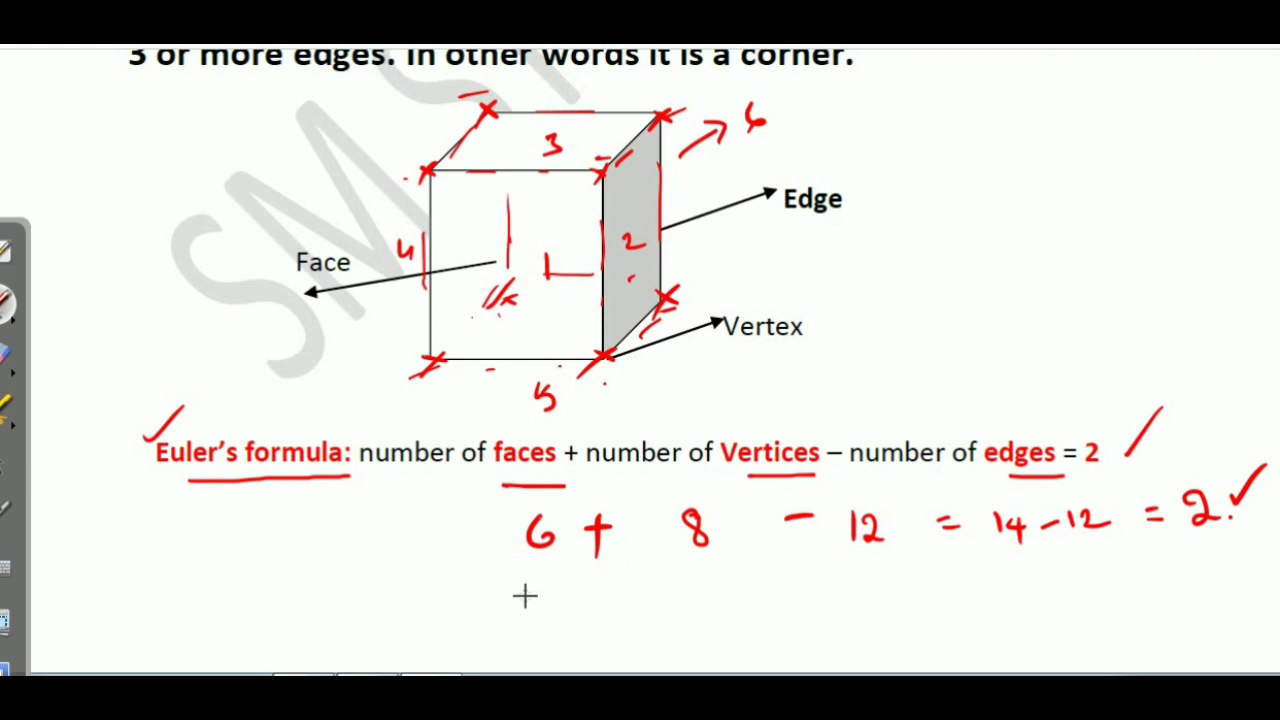 3 or more edges. In other words it is a corner.
6
3
Edge
2
4
Face
Vertex
5
Euler's formula: number of faces + number of Vertices – number of edges = 2
6 + 8 - 12 = 14 - 12 = 2.